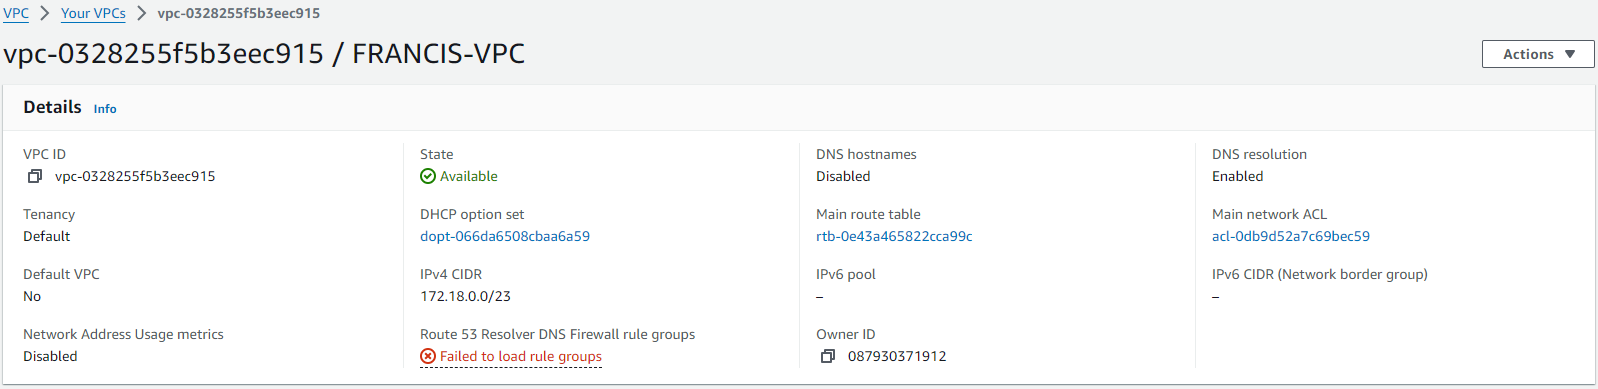 VPC > Your VPCs > vpc-0328255f5b3eec915
vpc-0328255f5b3eec915 / FRANCIS-VPC
Actions ▼
Details Info
VPC ID
vpc-0328255f5b3eec915
State
Available
DNS hostnames
Disabled
DNS resolution
Enabled
Tenancy
Default
DHCP option set
dopt-066da6508cbaa6a59
Main route table
rtb-0e43a465822cca99c
Main network ACL
acl-0db9d52a7c69bec59
Default VPC
No
IPv4 CIDR
172.18.0.0/23
IPv6 pool
–
IPv6 CIDR (Network border group)
–
Network Address Usage metrics
Disabled
Route 53 Resolver DNS Firewall rule groups
Failed to load rule groups
Owner ID
087930371912